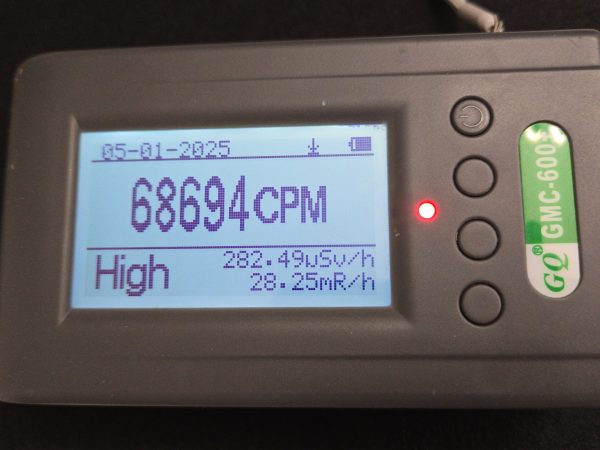 05-01-2025
68694CPM
High
282.49uSv/h
28.25mR/h
GQ® GMC-600+